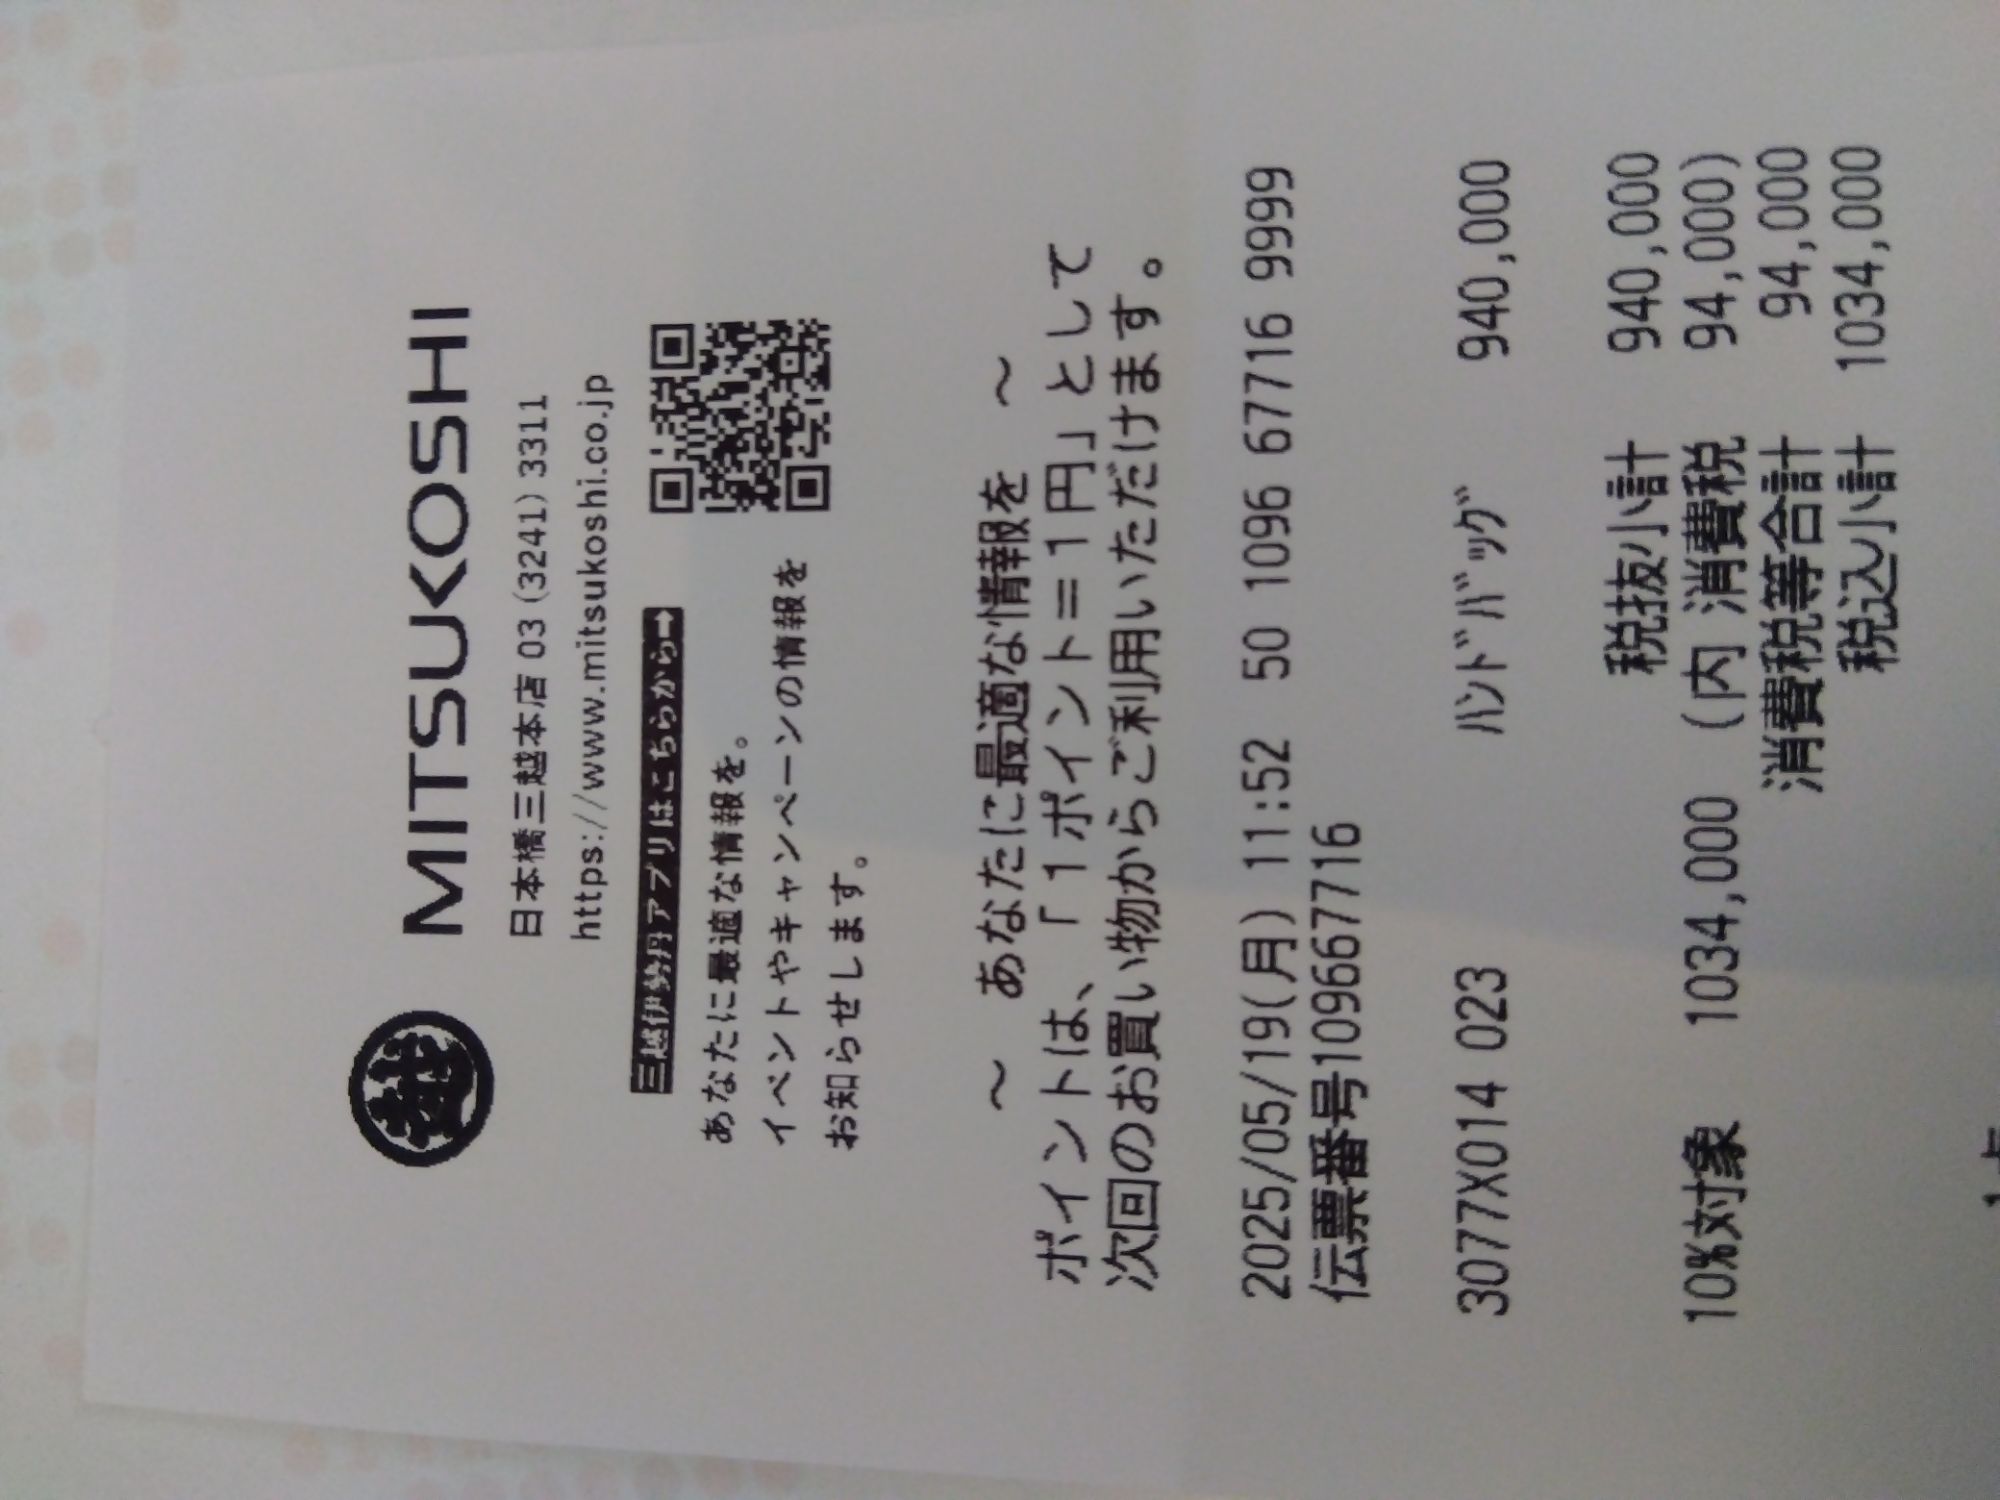 越 MITSUKOSHI
日本橋三越本店 03 (3241) 3311
https://www.mitsukoshi.co.jp
三越伊勢丹アプリはこちらから→
あなたに最適な情報を。
イベントやキャンペーンの情報を
お知らせします。
～ あなたに最適な情報を ～
ポイントは、「1ポイント＝1円」として
次回のお買い物からご利用いただけます。
2025/05/19(月) 11:52 50 1096 67716 9999
伝票番号109667716
3077X014 023 ﾊﾝﾄﾞﾊﾞｯｸﾞ 940,000
税抜小計 940,000
10%対象 1034,000 (内 消費税 94,000)
消費税等合計 94,000
税込小計 1034,000